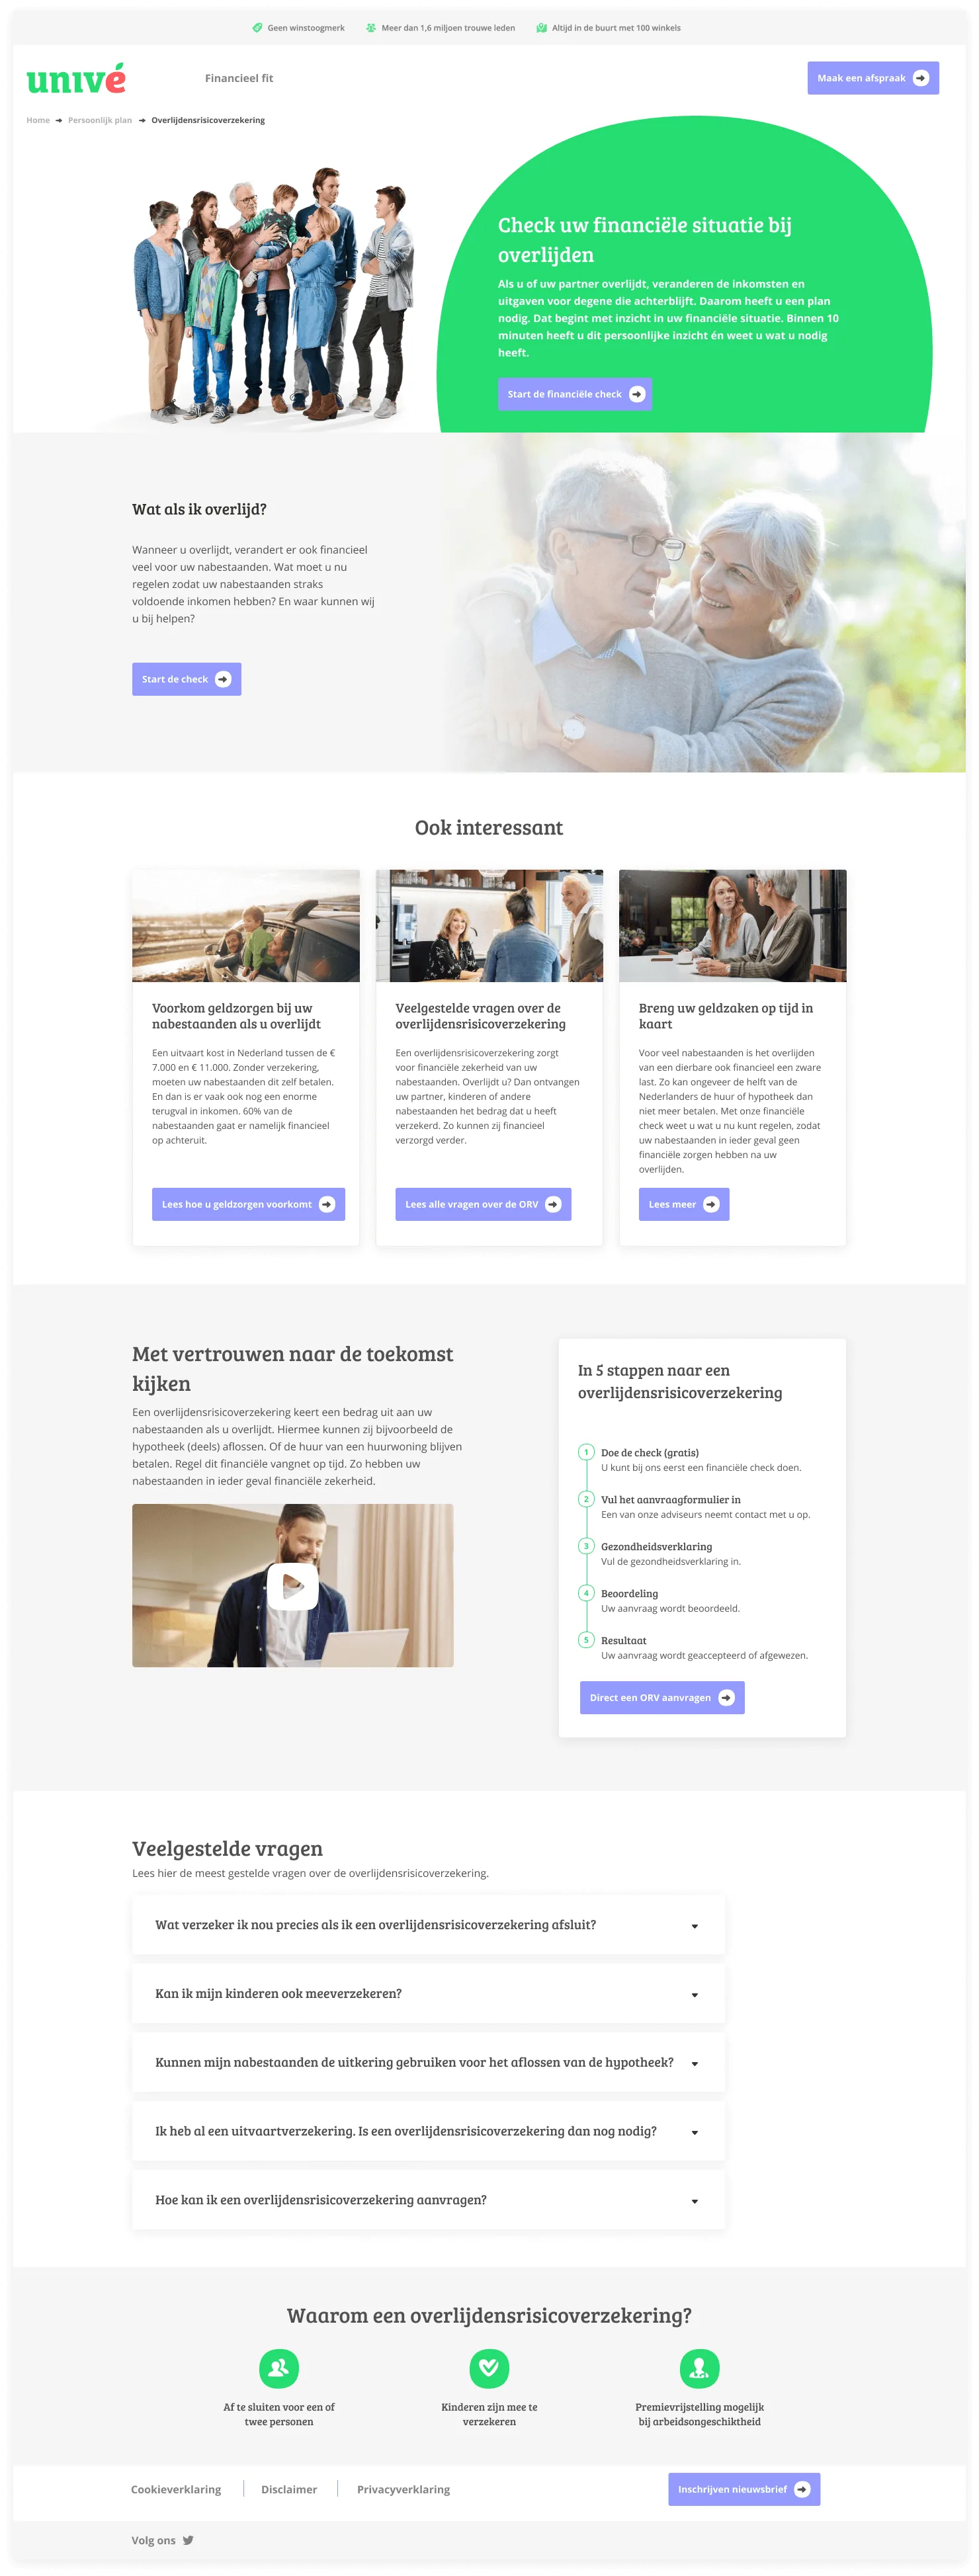 Geen winstoogmerk
Meer dan 1,6 miljoen trouwe leden
Altijd in de buurt met 100 winkels
univé
Financieel fit
Maak een afspraak
Home
Persoonlijk plan
Overlijdensrisicoverzekering
Check uw financiële situatie bij
overlijden
Als u of uw partner overlijdt, veranderen de inkomsten en
uitgaven voor degene die achterblijft. Daarom heeft u een plan
nodig. Dat begint met inzicht in uw financiële situatie. Binnen 10
minuten heeft u dit persoonlijke inzicht én weet u wat u nodig
heeft.
Start de financiële check
Wat als ik overlijd?
Wanneer u overlijdt, verandert er ook financieel
veel voor uw nabestaanden. Wat moet u nu
regelen zodat uw nabestaanden straks
voldoende inkomen hebben? En waar kunnen wij
u bij helpen?
Start de check
Ook interessant
Voorkom geldzorgen bij uw
nabestaanden als u overlijdt
Een uitvaart kost in Nederland tussen de €
7.000 en € 11.000. Zonder verzekering,
moeten uw nabestaanden dit zelf betalen.
En dan is er vaak ook nog een enorme
terugval in inkomen. 60% van de
nabestaanden gaat er namelijk financieel
op achteruit.
Lees hoe u geldzorgen voorkomt
Veelgestelde vragen over de
overlijdensrisicoverzekering
Een overlijdensrisicoverzekering zorgt
voor financiële zekerheid van uw
nabestaanden. Overlijdt u? Dan ontvangen
uw partner, kinderen of andere
nabestaanden het bedrag dat u heeft
verzekerd. Zo kunnen zij financieel
verzorgd verder.
Lees alle vragen over de ORV
Breng uw geldzaken op tijd in
kaart
Voor veel nabestaanden is het overlijden
van een dierbare ook financieel een zware
last. Zo kan ongeveer de helft van de
Nederlanders de huur of hypotheek dan
niet meer betalen. Met onze financiële
check weet u wat u nu kunt regelen, zodat
uw nabestaanden in ieder geval geen
financiële zorgen hebben na uw
overlijden.
Lees meer
Met vertrouwen naar de toekomst
kijken
Een overlijdensrisicoverzekering keert een bedrag uit aan uw
nabestaanden als u overlijdt. Hiermee kunnen zij bijvoorbeeld de
hypotheek (deels) aflossen. Of de huur van een huurwoning blijven
betalen. Regel dit financiële vangnet op tijd. Zo hebben uw
nabestaanden in ieder geval financiële zekerheid.
In 5 stappen naar een
overlijdensrisicoverzekering
1 Doe de check (gratis)
U kunt bij ons eerst een financiële check doen.
2 Vul het aanvraagformulier in
Een van onze adviseurs neemt contact met u op.
3 Gezondheidsverklaring
Vul de gezondheidsverklaring in.
4 Beoordeling
Uw aanvraag wordt beoordeeld.
5 Resultaat
Uw aanvraag wordt geaccepteerd of afgewezen.
Direct een ORV aanvragen
Veelgestelde vragen
Lees hier de meest gestelde vragen over de overlijdensrisicoverzekering.
Wat verzeker ik nou precies als ik een overlijdensrisicoverzekering afsluit?
Kan ik mijn kinderen ook meeverzekeren?
Kunnen mijn nabestaanden de uitkering gebruiken voor het aflossen van de hypotheek?
Ik heb al een uitvaartverzekering. Is een overlijdensrisicoverzekering dan nog nodig?
Hoe kan ik een overlijdensrisicoverzekering aanvragen?
Waarom een overlijdensrisicoverzekering?
Af te sluiten voor een of
twee personen
Kinderen zijn mee te
verzekeren
Premievrijstelling mogelijk
bij arbeidsongeschiktheid
Cookieverklaring
Disclaimer
Privacyverklaring
Inschrijven nieuwsbrief
Volg ons